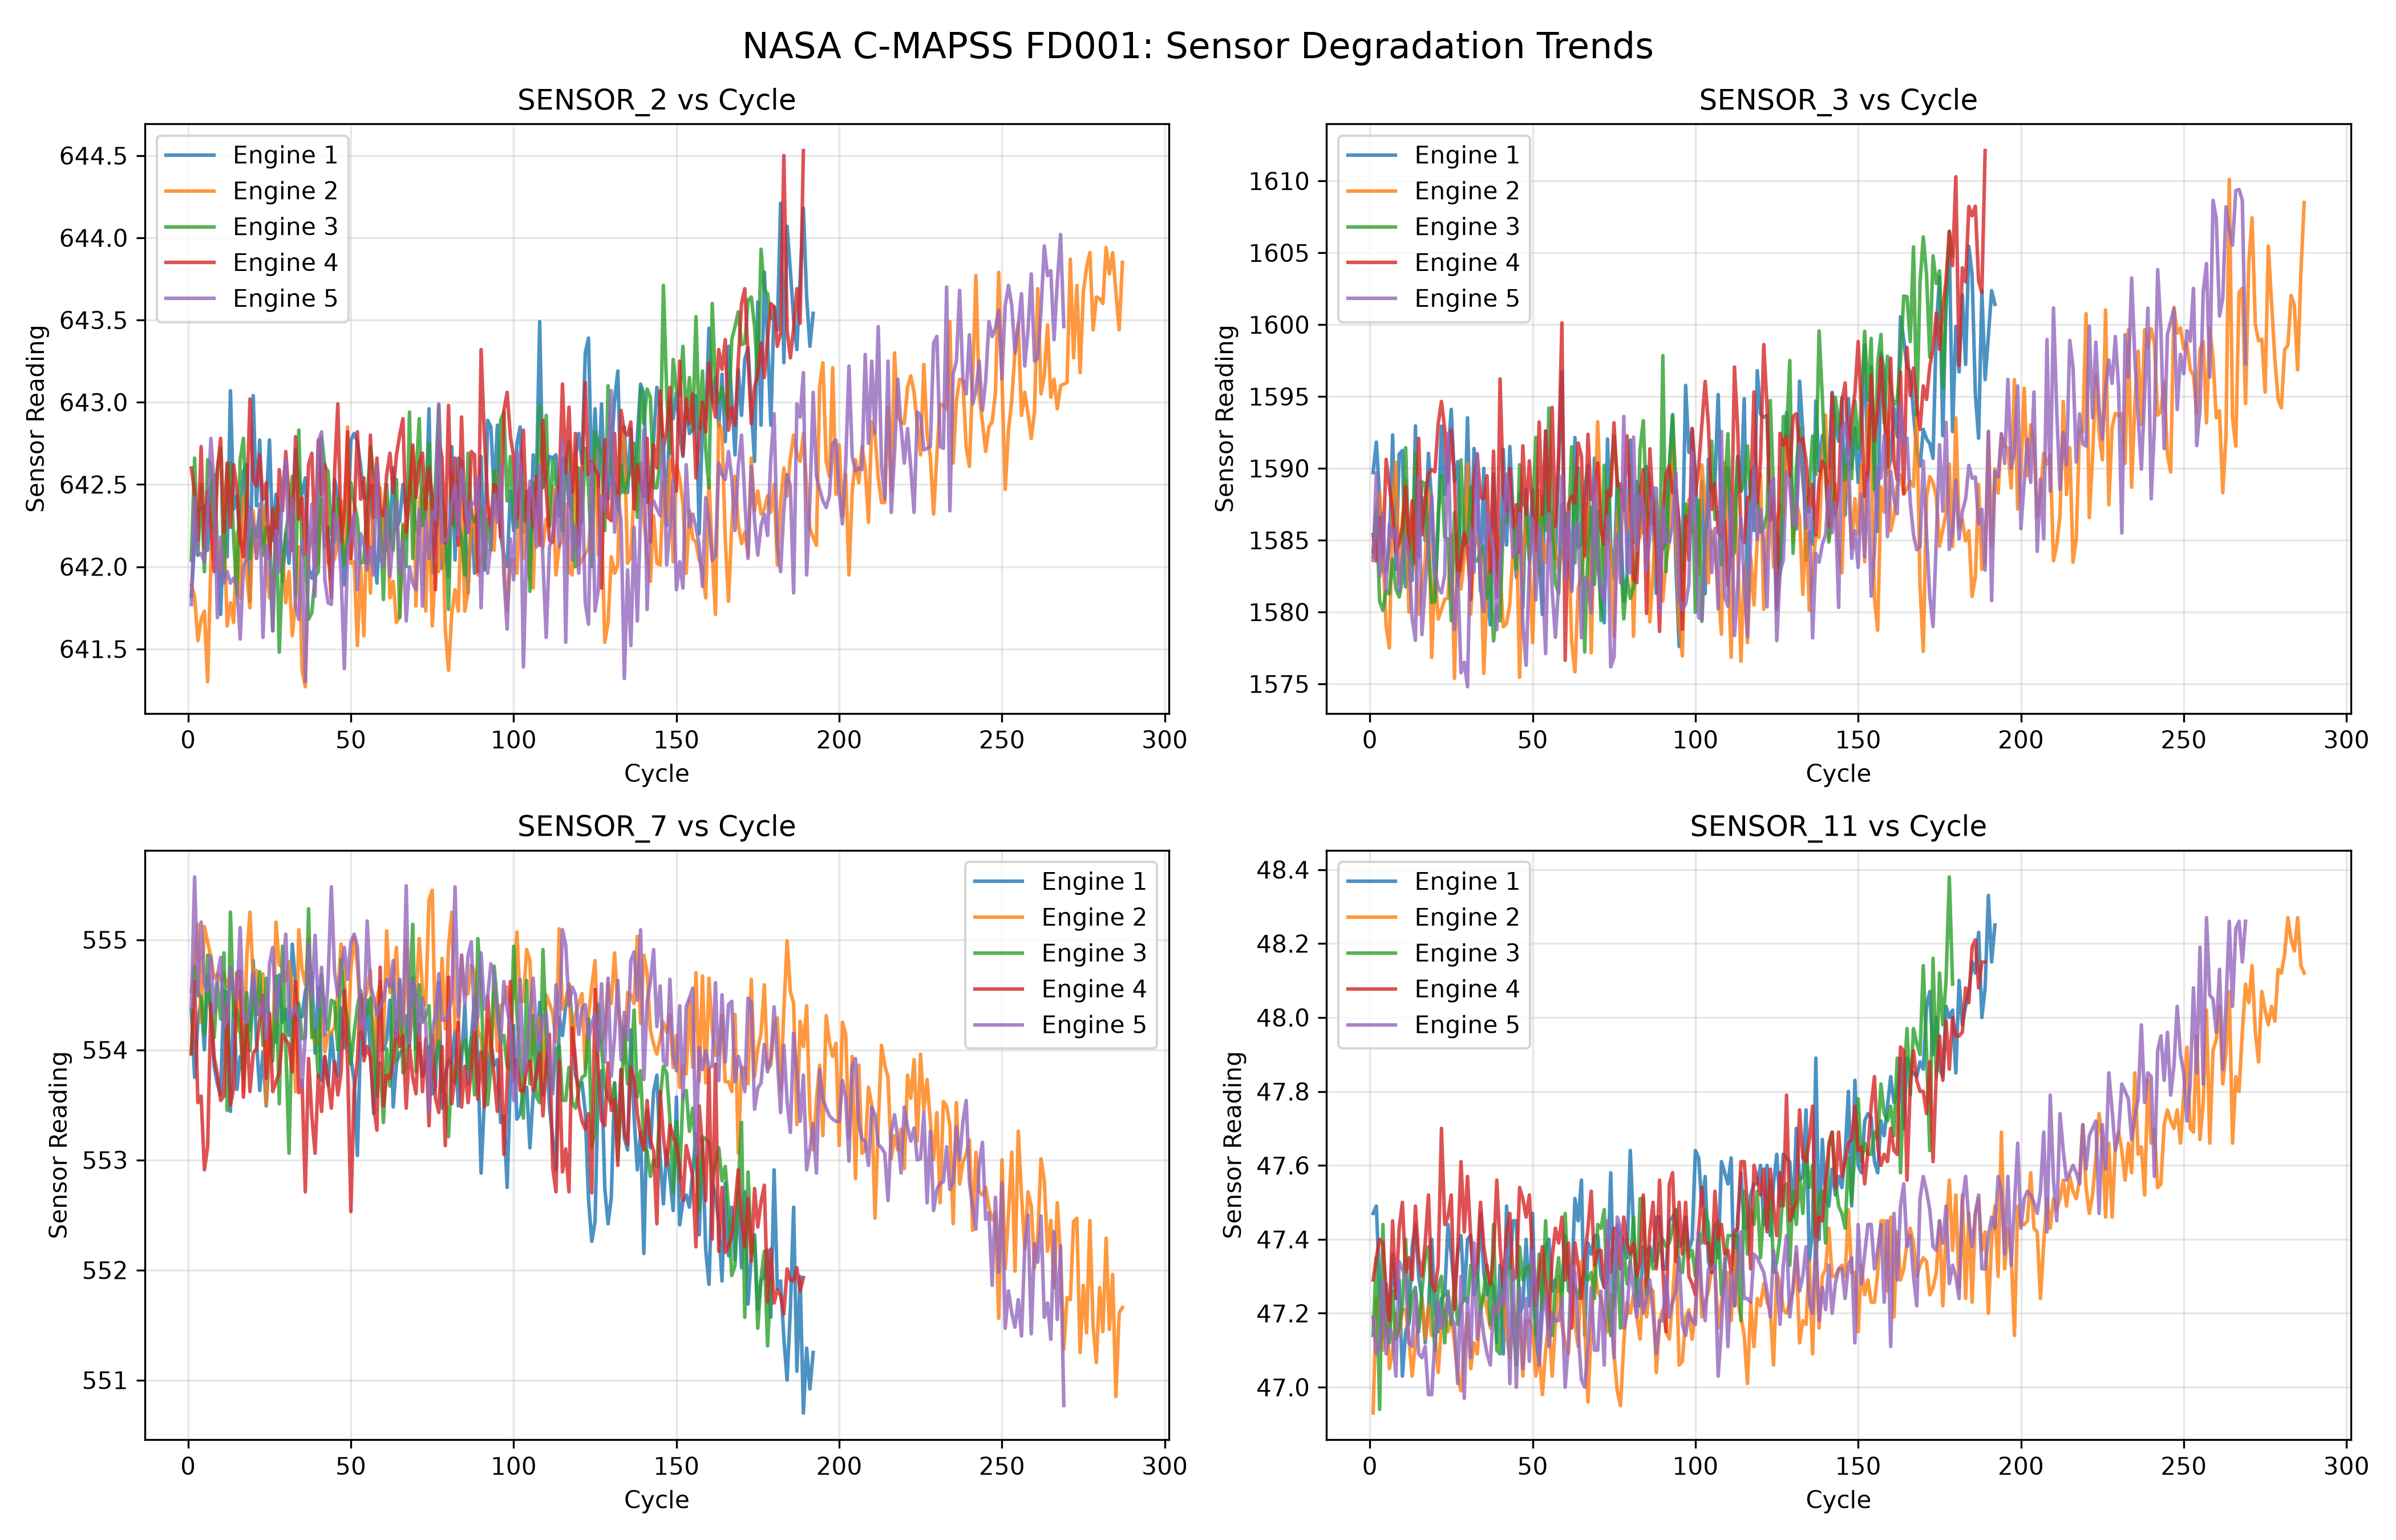 NASA C-MAPSS FD001: Sensor Degradation Trends
SENSOR_2 vs Cycle
Sensor Reading
644.5
644.0
643.5
643.0
642.5
642.0
641.5
Engine 1
Engine 2
Engine 3
Engine 4
Engine 5
0 50 100 150 200 250 300
Cycle
SENSOR_3 vs Cycle
Sensor Reading
1610
1605
1600
1595
1590
1585
1580
1575
Engine 1
Engine 2
Engine 3
Engine 4
Engine 5
0 50 100 150 200 250 300
Cycle
SENSOR_7 vs Cycle
Sensor Reading
555
554
553
552
551
Engine 1
Engine 2
Engine 3
Engine 4
Engine 5
0 50 100 150 200 250 300
Cycle
SENSOR_11 vs Cycle
Sensor Reading
48.4
48.2
48.0
47.8
47.6
47.4
47.2
47.0
Engine 1
Engine 2
Engine 3
Engine 4
Engine 5
0 50 100 150 200 250 300
Cycle